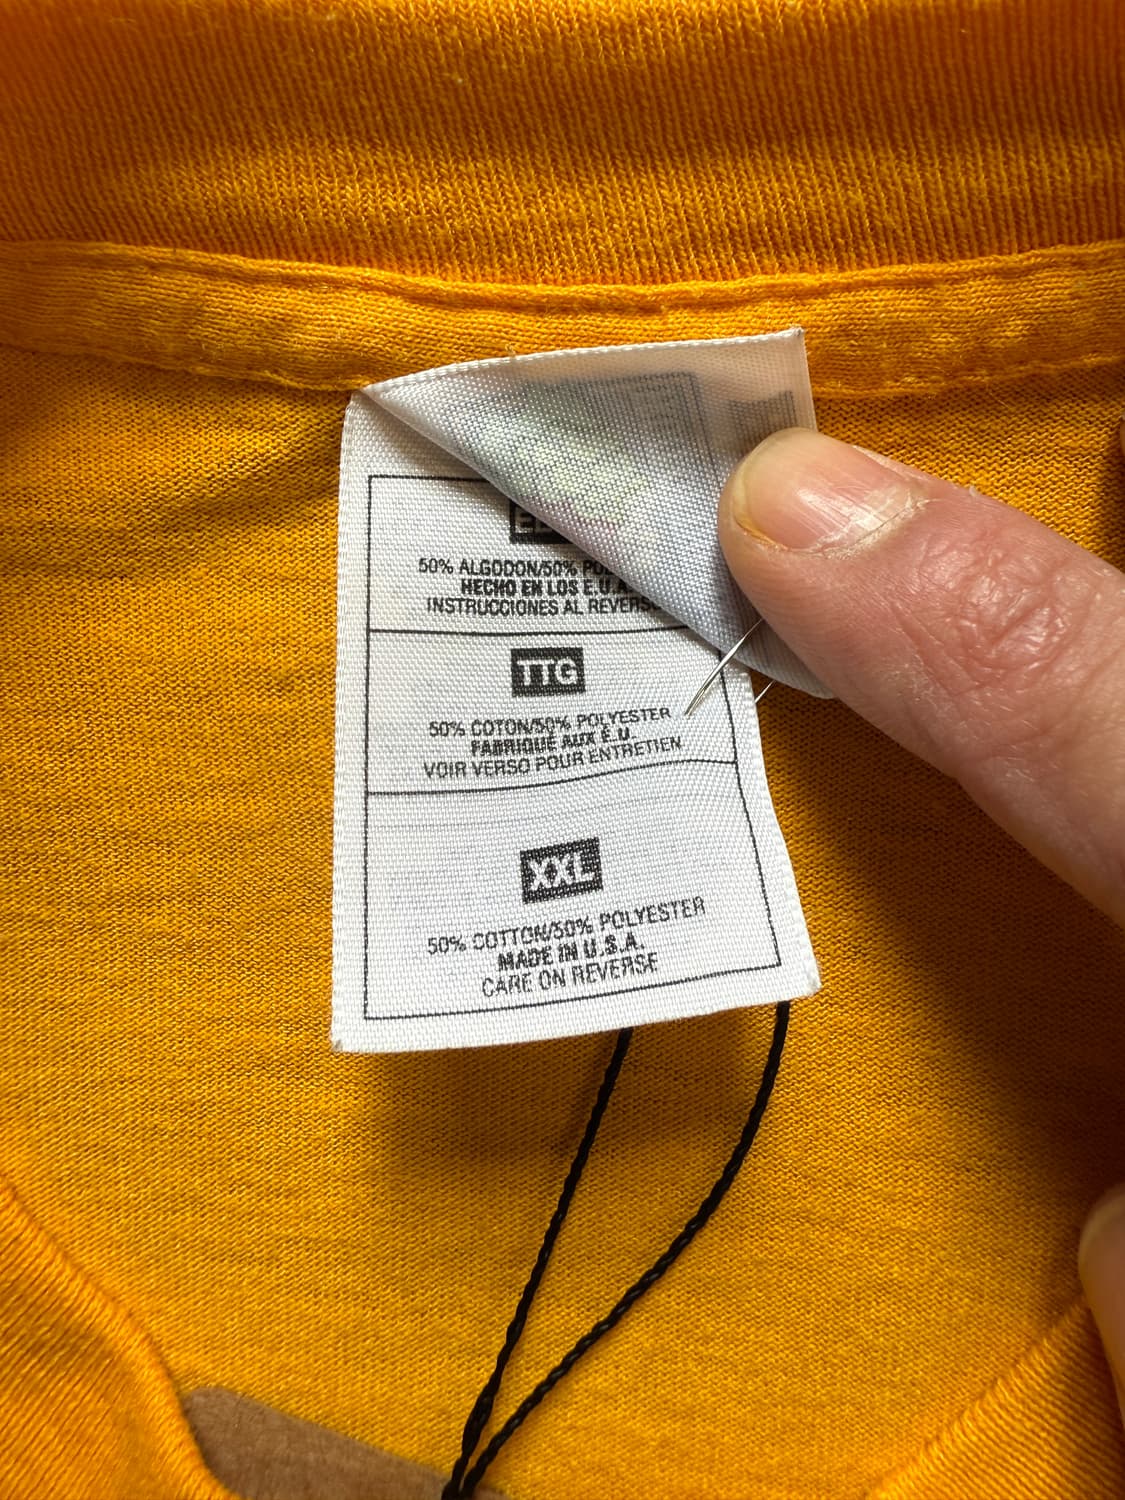 50% ALGODON/50%
HECHO EN LOS E.U.A.
INSTRUCCIONES AL REVERSO
TTG
50% COTON/50% POLYESTER
FABRIQUÉ AUX É.U.
VOIR VERSO POUR ENTRETIEN
XXL
50% COTTON/50% POLYESTER
MADE IN U.S.A.
CARE ON REVERSE